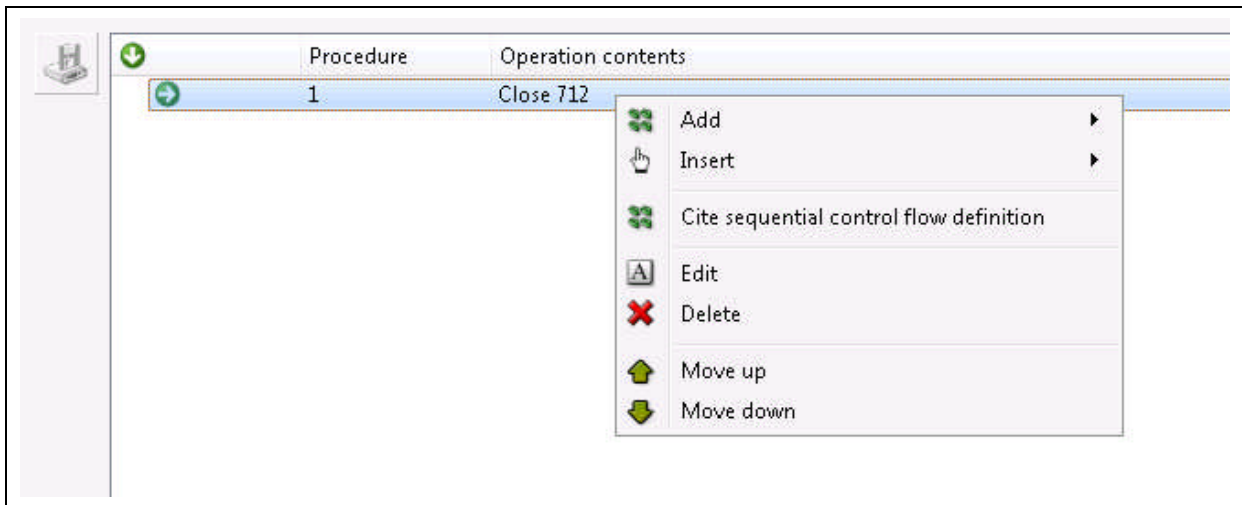 Procedure Operation contents
1 Close 712
Add
Insert
Cite sequential control flow definition
Edit
Delete
Move up
Move down